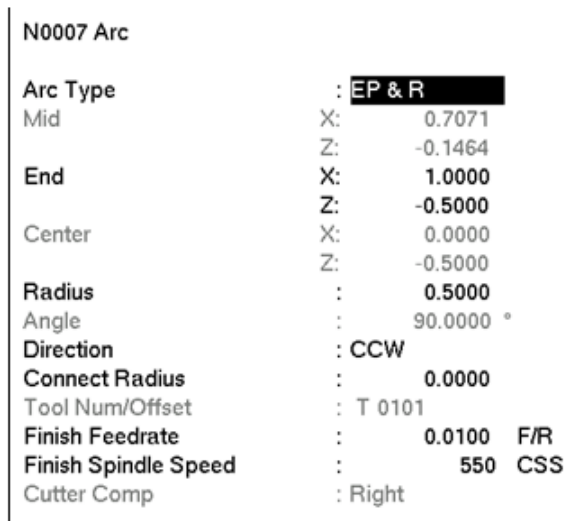 N0007 Arc
Arc Type : EP & R
Mid X: 0.7071
Z: -0.1464
End X: 1.0000
Z: -0.5000
Center X: 0.0000
Z: -0.5000
Radius : 0.5000
Angle : 90.0000 °
Direction : CCW
Connect Radius : 0.0000
Tool Num/Offset : T 0101
Finish Feedrate : 0.0100 F/R
Finish Spindle Speed : 550 CSS
Cutter Comp : Right